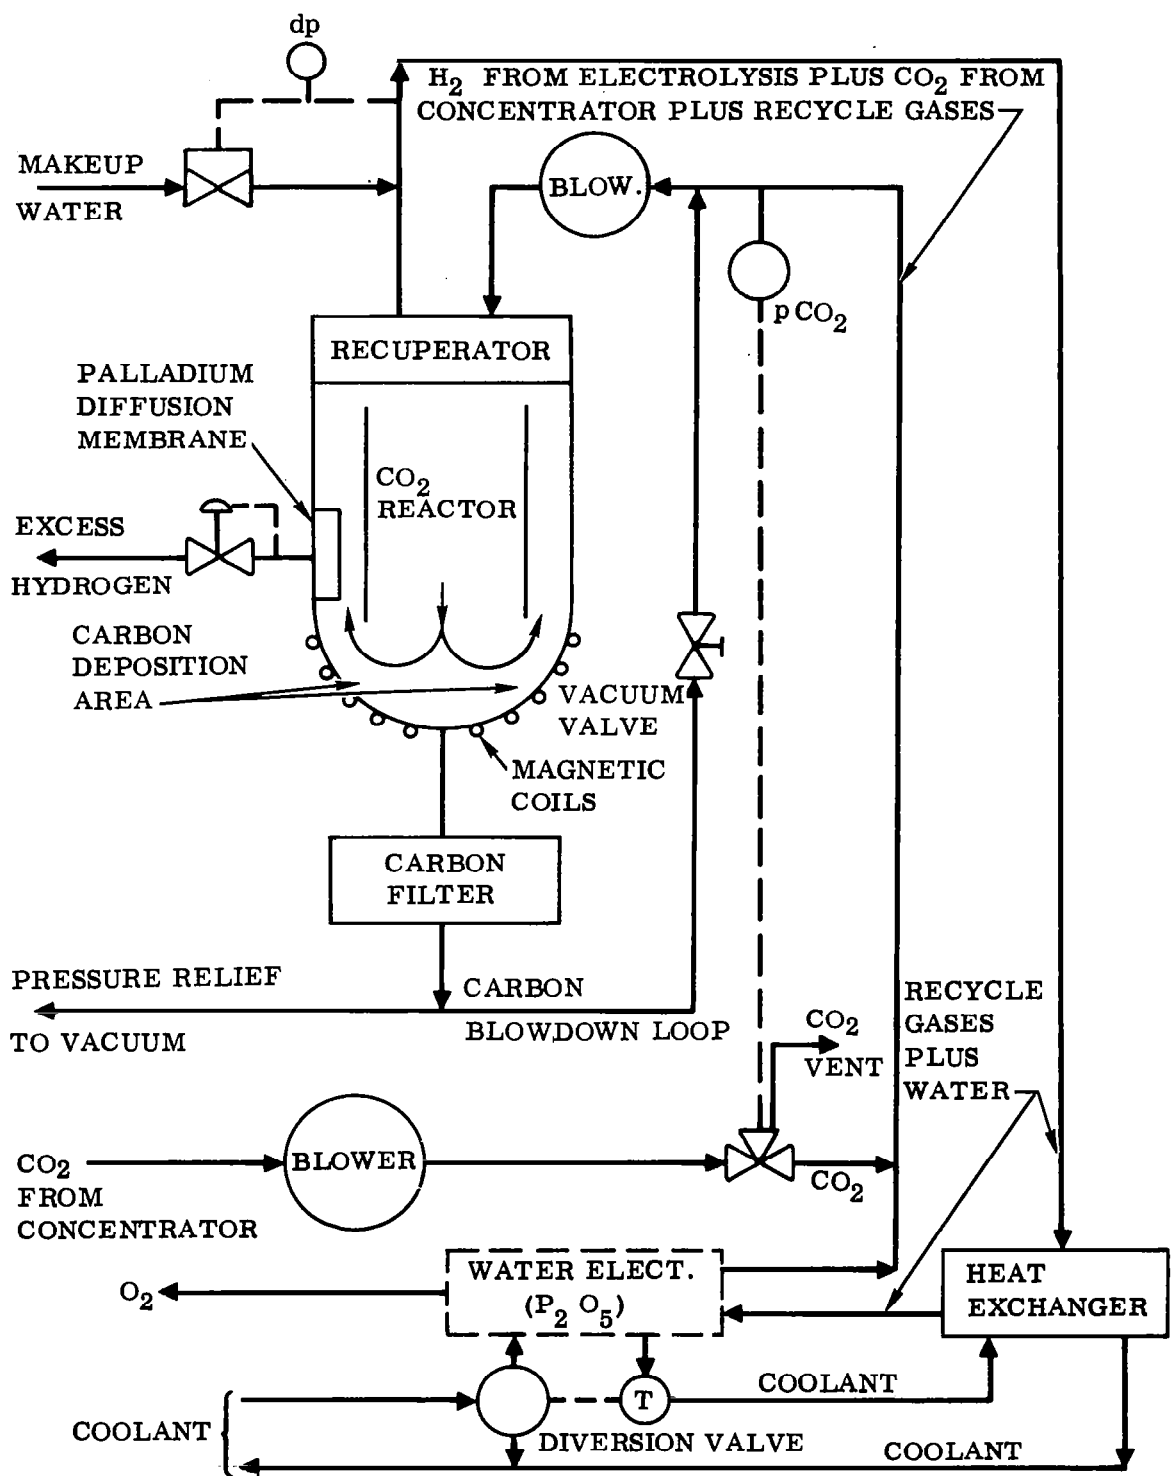 dp
H2 FROM ELECTROLYSIS PLUS CO2 FROM
CONCENTRATOR PLUS RECYCLE GASES
MAKEUP
WATER
BLOW.
pCO2
RECUPERATOR
PALLADIUM
DIFFUSION
MEMBRANE
CO2
REACTOR
EXCESS
HYDROGEN
CARBON
DEPOSITION
AREA
VACUUM
VALVE
MAGNETIC
COILS
CARBON
FILTER
PRESSURE RELIEF
TO VACUUM
CARBON
BLOWDOWN LOOP
RECYCLE
GASES
PLUS
WATER
CO2
VENT
CO2
FROM
CONCENTRATOR
BLOWER
CO2
O2
WATER ELECT.
(P2 O5)
HEAT
EXCHANGER
COOLANT
T
COOLANT
DIVERSION VALVE
COOLANT